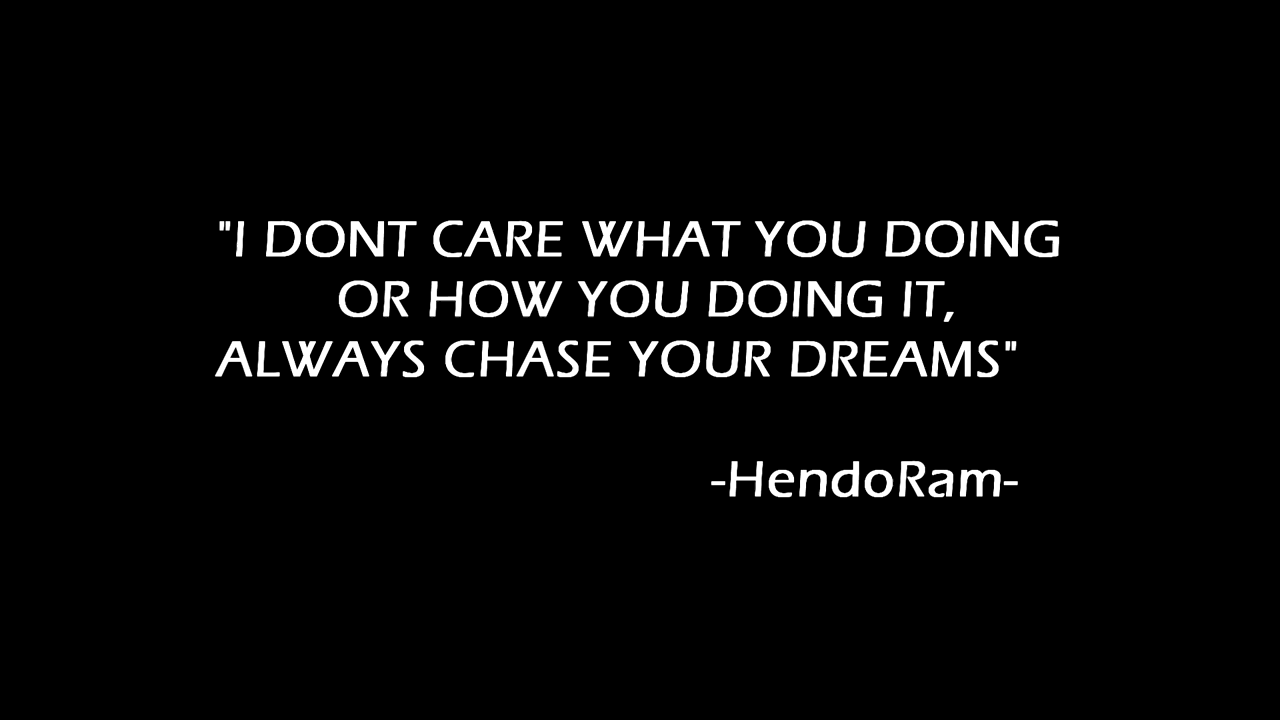 "I DONT CARE WHAT YOU DOING
OR HOW YOU DOING IT,
ALWAYS CHASE YOUR DREAMS"
-HendoRam-